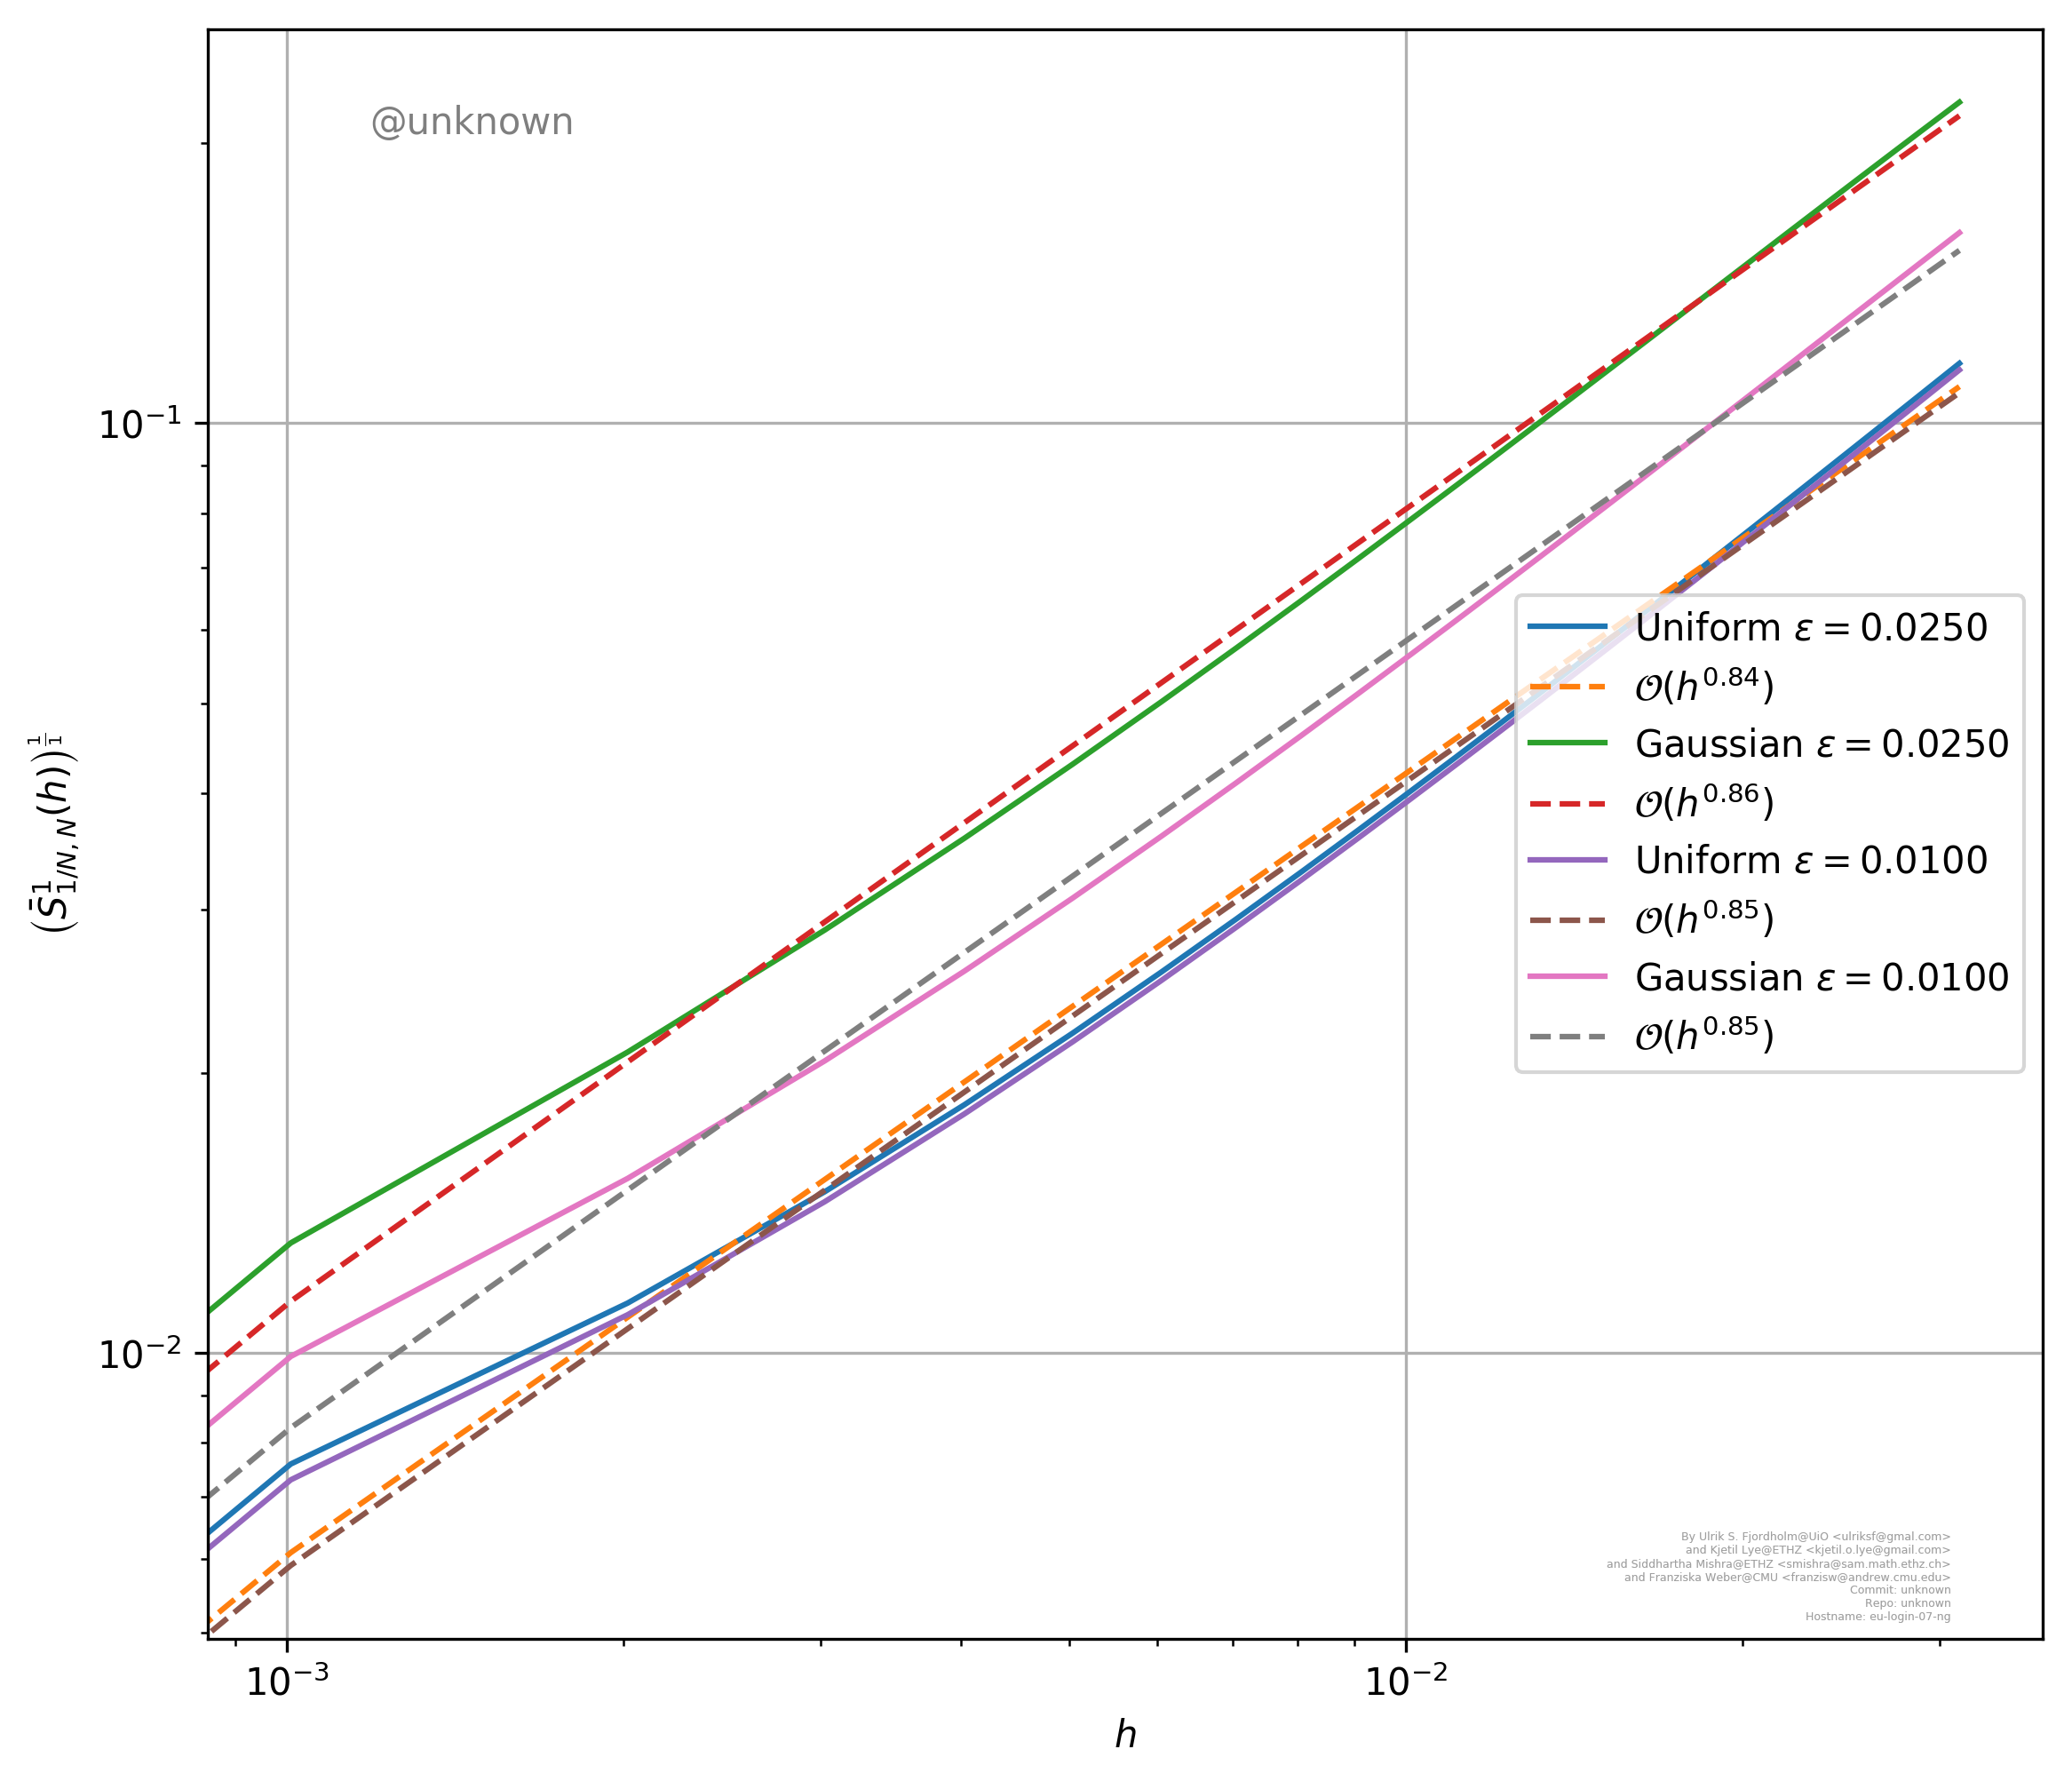 @unknown
10⁻¹
10⁻²
(S̄¹₁/N, N(h))^(1/1)
Uniform ε = 0.0250
𝒪(h^0.84)
Gaussian ε = 0.0250
𝒪(h^0.86)
Uniform ε = 0.0100
𝒪(h^0.85)
Gaussian ε = 0.0100
𝒪(h^0.85)
By Ulrik S. Fjordholm@UiO <ulriksf@gmal.com>
and Kjetil Lye@ETHZ <kjetil.o.lye@gmail.com>
and Siddhartha Mishra@ETHZ <smishra@sam.math.ethz.ch>
and Franziska Weber@CMU <franzisw@andrew.cmu.edu>
Commit: unknown
Repo: unknown
Hostname: eu-login-07-ng
10⁻³
10⁻²
h